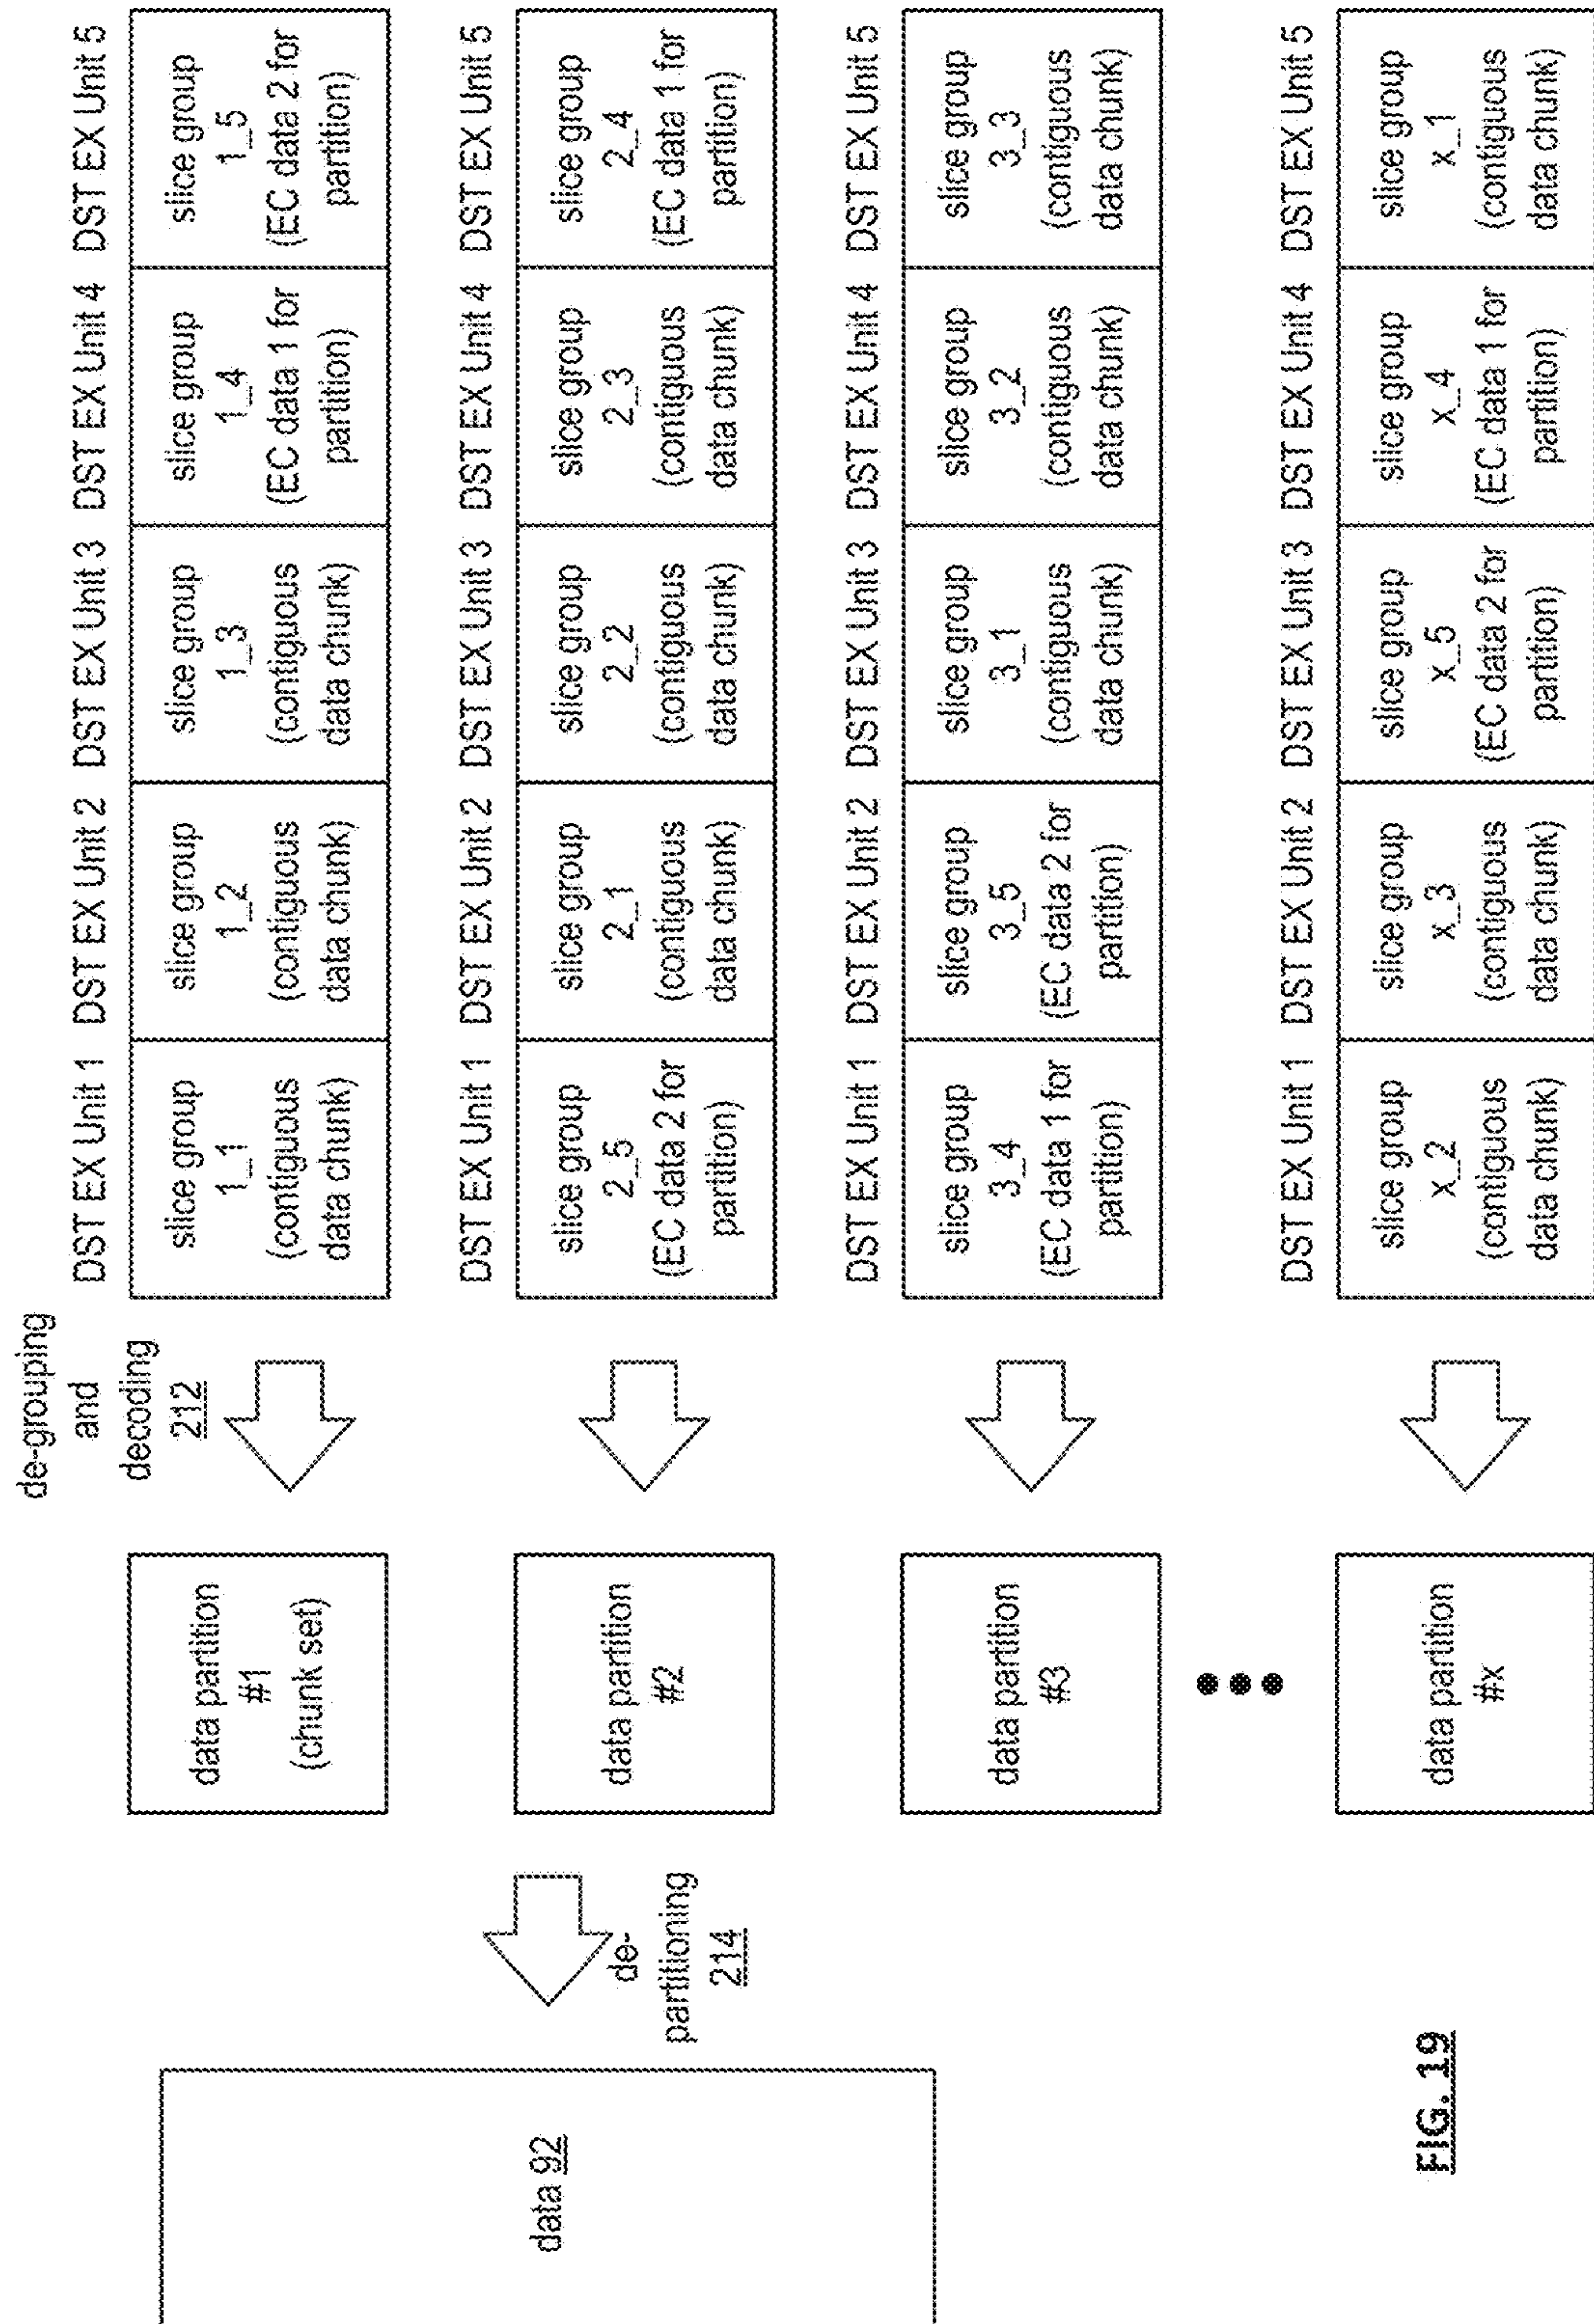 de-grouping
and
decoding
212
DST EX Unit 1 DST EX Unit 2 DST EX Unit 3 DST EX Unit 4 DST EX Unit 5
data partition
#1
(chunk set)
slice group
1_1
(contiguous
data chunk)
slice group
1_2
(contiguous
data chunk)
slice group
1_3
(contiguous
data chunk)
slice group
1_4
(EC data 1 for
partition)
slice group
1_5
(EC data 2 for
partition)
DST EX Unit 1 DST EX Unit 2 DST EX Unit 3 DST EX Unit 4 DST EX Unit 5
data 92
de-
partitioning
214
data partition
#2
slice group
2_5
(EC data 2 for
partition)
slice group
2_1
(contiguous
data chunk)
slice group
2_2
(contiguous
data chunk)
slice group
2_3
(contiguous
data chunk)
slice group
2_4
(EC data 1 for
partition)
DST EX Unit 1 DST EX Unit 2 DST EX Unit 3 DST EX Unit 4 DST EX Unit 5
data partition
#3
slice group
3_4
(EC data 1 for
partition)
slice group
3_5
(EC data 2 for
partition)
slice group
3_1
(contiguous
data chunk)
slice group
3_2
(contiguous
data chunk)
slice group
3_3
(contiguous
data chunk)
DST EX Unit 1 DST EX Unit 2 DST EX Unit 3 DST EX Unit 4 DST EX Unit 5
data partition
#x
slice group
x_2
(contiguous
data chunk)
slice group
x_3
(contiguous
data chunk)
slice group
x_5
(EC data 2 for
partition)
slice group
x_4
(EC data 1 for
partition)
slice group
x_1
(contiguous
data chunk)
FIG. 19